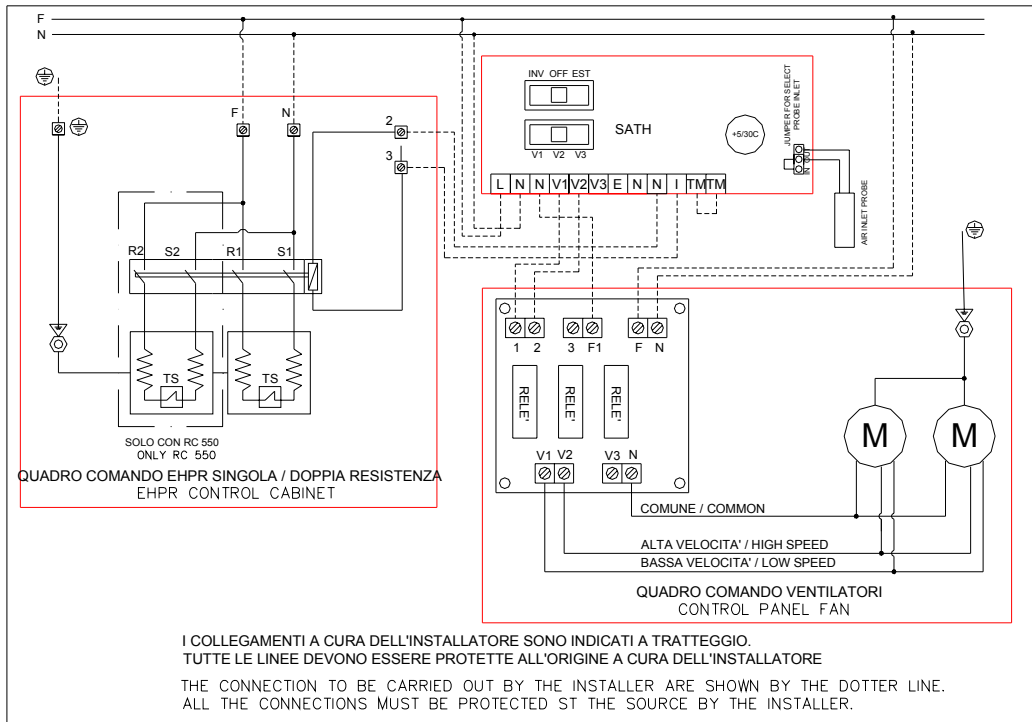 F
N
INV OFF EST
SATH
V1 V2 V3
+5/30C
JUMPER FOR SELECT
PROBE INLET
IN OUT
AIR INLET PROBE
L N N V1 V2 V3 E N N I TM TM
F N
2
3
R2 S2 R1 S1
TS TS
SOLO CON RC 550
ONLY RC 550
QUADRO COMANDO EHPR SINGOLA / DOPPIA RESISTENZA
EHPR CONTROL CABINET
1 2 3 F1 F N
RELE' RELE' RELE'
V1 V2 V3 N
M M
COMUNE / COMMON
ALTA VELOCITA' / HIGH SPEED
BASSA VELOCITA' / LOW SPEED
QUADRO COMANDO VENTILATORI
CONTROL PANEL FAN
I COLLEGAMENTI A CURA DELL'INSTALLATORE SONO INDICATI A TRATTEGGIO.
TUTTE LE LINEE DEVONO ESSERE PROTETTE ALL'ORIGINE A CURA DELL'INSTALLATORE
THE CONNECTION TO BE CARRIED OUT BY THE INSTALLER ARE SHOWN BY THE DOTTER LINE.
ALL THE CONNECTIONS MUST BE PROTECTED ST THE SOURCE BY THE INSTALLER.